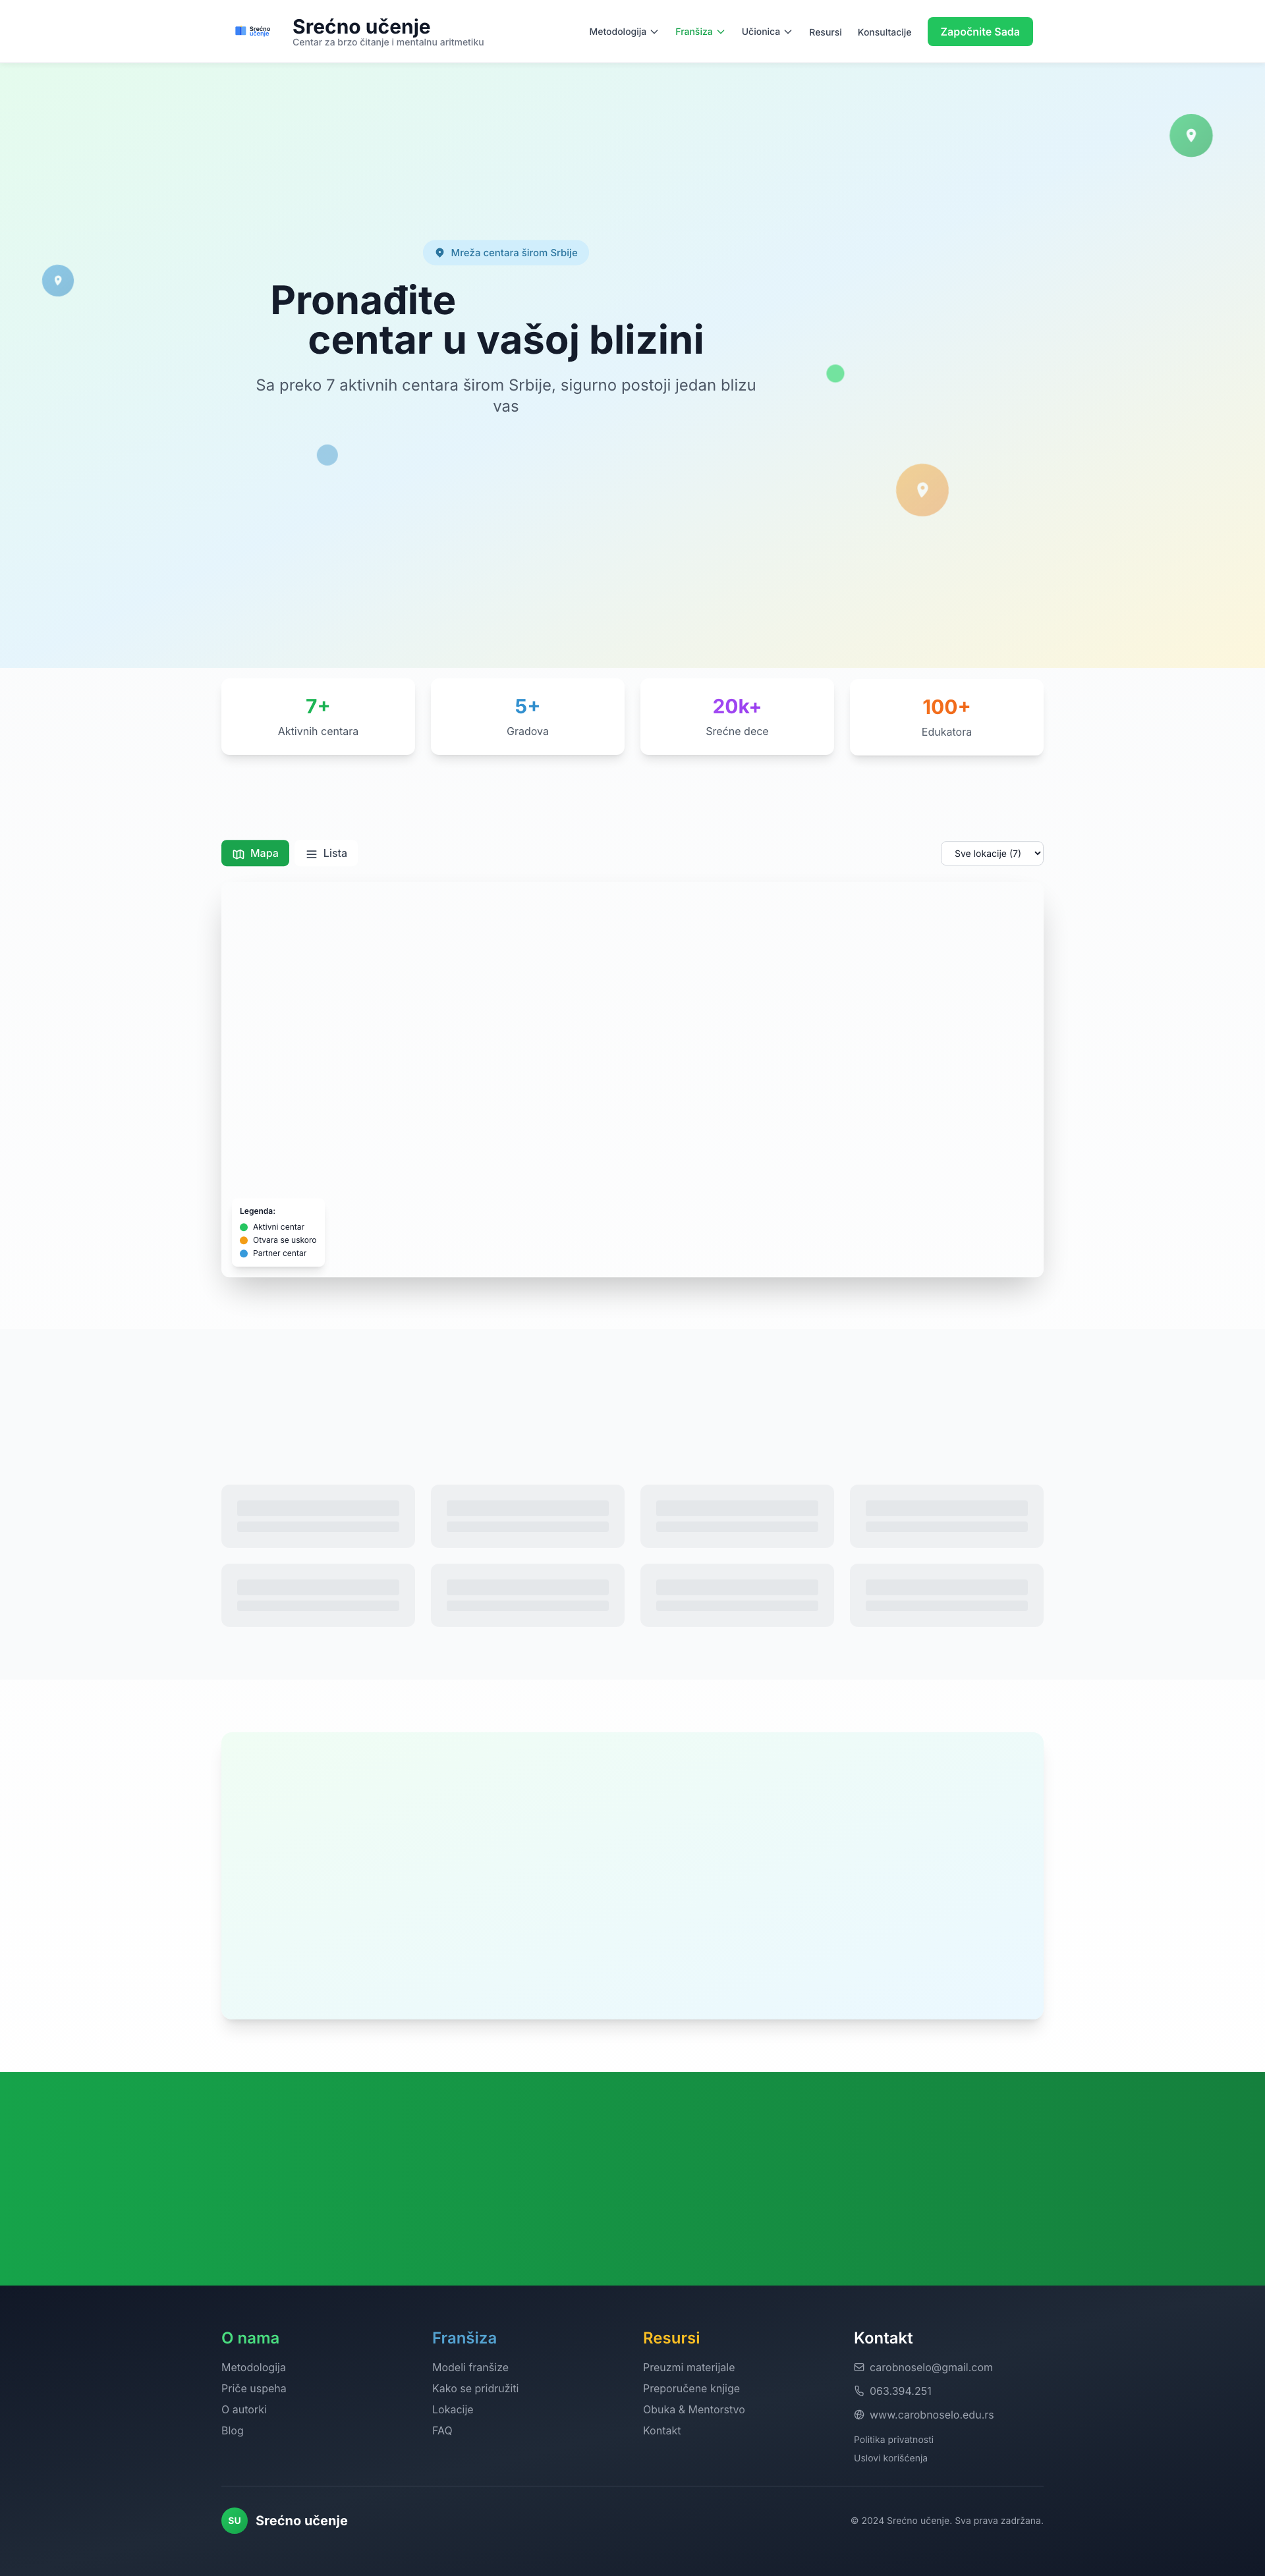 Srećno
učenje
Srećno učenje
Centar za brzo čitanje i mentalnu aritmetiku
Metodologija
Franšiza
Učionica
Resursi
Konsultacije
Započnite Sada
Mreža centara širom Srbije
Pronađite
centar u vašoj blizini
Sa preko 7 aktivnih centara širom Srbije, sigurno postoji jedan blizu
vas
7+
Aktivnih centara
5+
Gradova
20k+
Srećne dece
100+
Edukatora
Mapa
Lista
Sve lokacije (7)
Legenda:
Aktivni centar
Otvara se uskoro
Partner centar
O nama
Metodologija
Priče uspeha
O autorki
Blog
Franšiza
Modeli franšize
Kako se pridružiti
Lokacije
FAQ
Resursi
Preuzmi materijale
Preporučene knjige
Obuka & Mentorstvo
Kontakt
Kontakt
carobnoselo@gmail.com
063.394.251
www.carobnoselo.edu.rs
Politika privatnosti
Uslovi korišćenja
SU
Srećno učenje
© 2024 Srećno učenje. Sva prava zadržana.